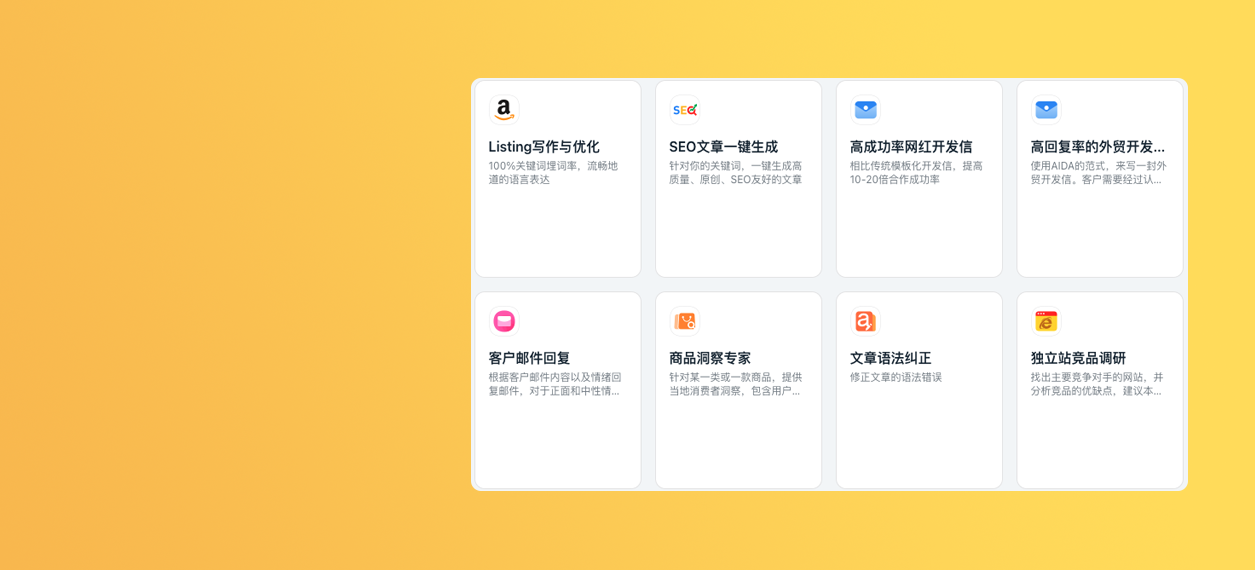 Listing写作与优化
100%关键词埋词率，流畅地
道的语言表达
SEO
SEO文章一键生成
针对你的关键词，一键生成高
质量、原创、SEO友好的文章
高成功率网红开发信
相比传统模板化开发信，提高
10-20倍合作成功率
高回复率的外贸开发...
使用AIDA的范式，来写一封外
贸开发信。客户需要经过认...
客户邮件回复
根据客户邮件内容以及情绪回
复邮件，对于正面和中性情...
商品洞察专家
针对某一类或一款商品，提供
当地消费者洞察，包含用户...
文章语法纠正
修正文章的语法错误
独立站竞品调研
找出主要竞争对手的网站，并
分析竞品的优缺点，建议本...